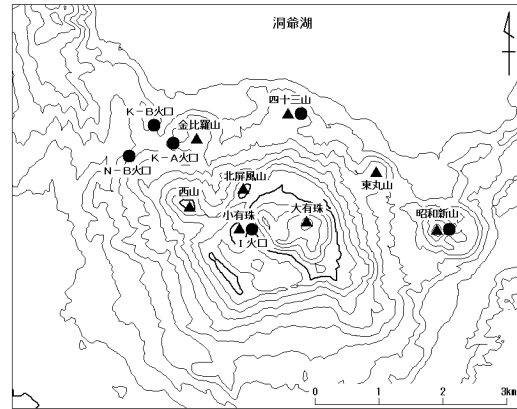 洞爺湖
K－B火口
四十三山
金比羅山
K－A火口
N－B火口
北屏風山
東丸山
西山
小有珠
大有珠
昭和新山
I火口
0 1 2 3km